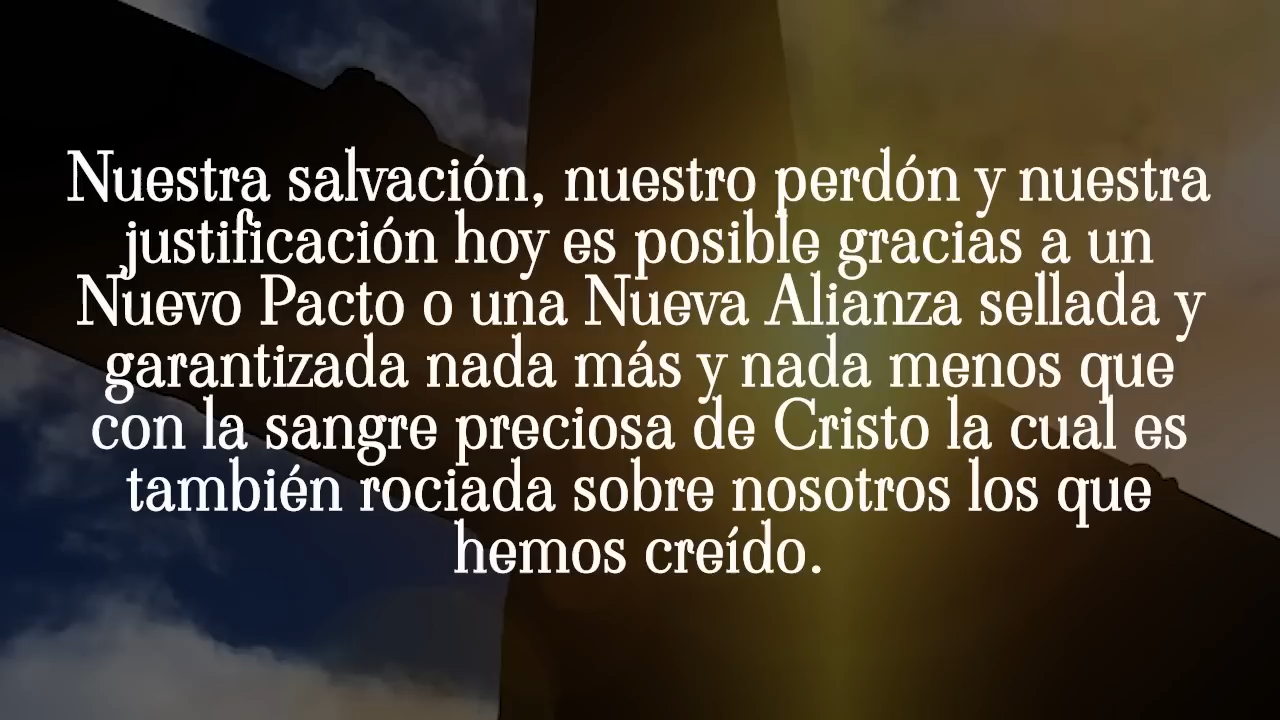 Nuestra salvación, nuestro perdón y nuestra
justificación hoy es posible gracias a un
Nuevo Pacto o una Nueva Alianza sellada y
garantizada nada más y nada menos que
con la sangre preciosa de Cristo la cual es
también rociada sobre nosotros los que
hemos creído.